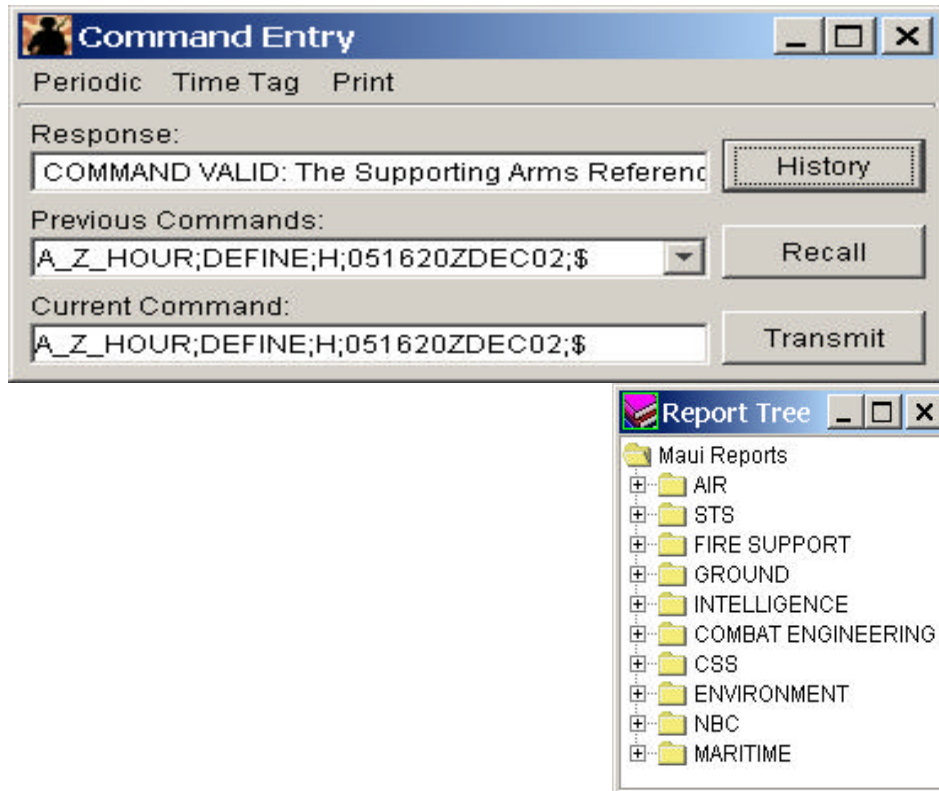 Command Entry
Periodic Time Tag Print
Response:
COMMAND VALID: The Supporting Arms Referenc
History
Previous Commands:
A_Z_HOUR;DEFINE;H;051620ZDEC02;$
Recall
Current Command:
A_Z_HOUR;DEFINE;H;051620ZDEC02;$
Transmit
Report Tree
Maui Reports
AIR
STS
FIRE SUPPORT
GROUND
INTELLIGENCE
COMBAT ENGINEERING
CSS
ENVIRONMENT
NBC
MARITIME